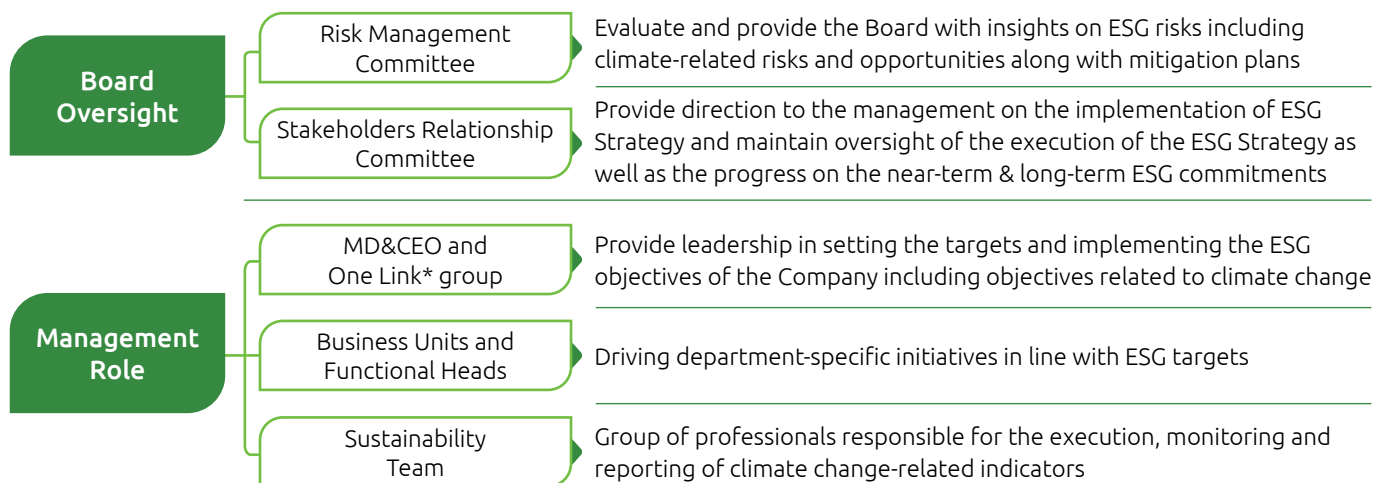 Board
Oversight
Risk Management
Committee
Evaluate and provide the Board with insights on ESG risks including
climate-related risks and opportunities along with mitigation plans
Stakeholders Relationship
Committee
Provide direction to the management on the implementation of ESG
Strategy and maintain oversight of the execution of the ESG Strategy as
well as the progress on the near-term & long-term ESG commitments
Management
Role
MD&CEO and
One Link* group
Provide leadership in setting the targets and implementing the ESG
objectives of the Company including objectives related to climate change
Business Units and
Functional Heads
Driving department-specific initiatives in line with ESG targets
Sustainability
Team
Group of professionals responsible for the execution, monitoring and
reporting of climate change-related indicators